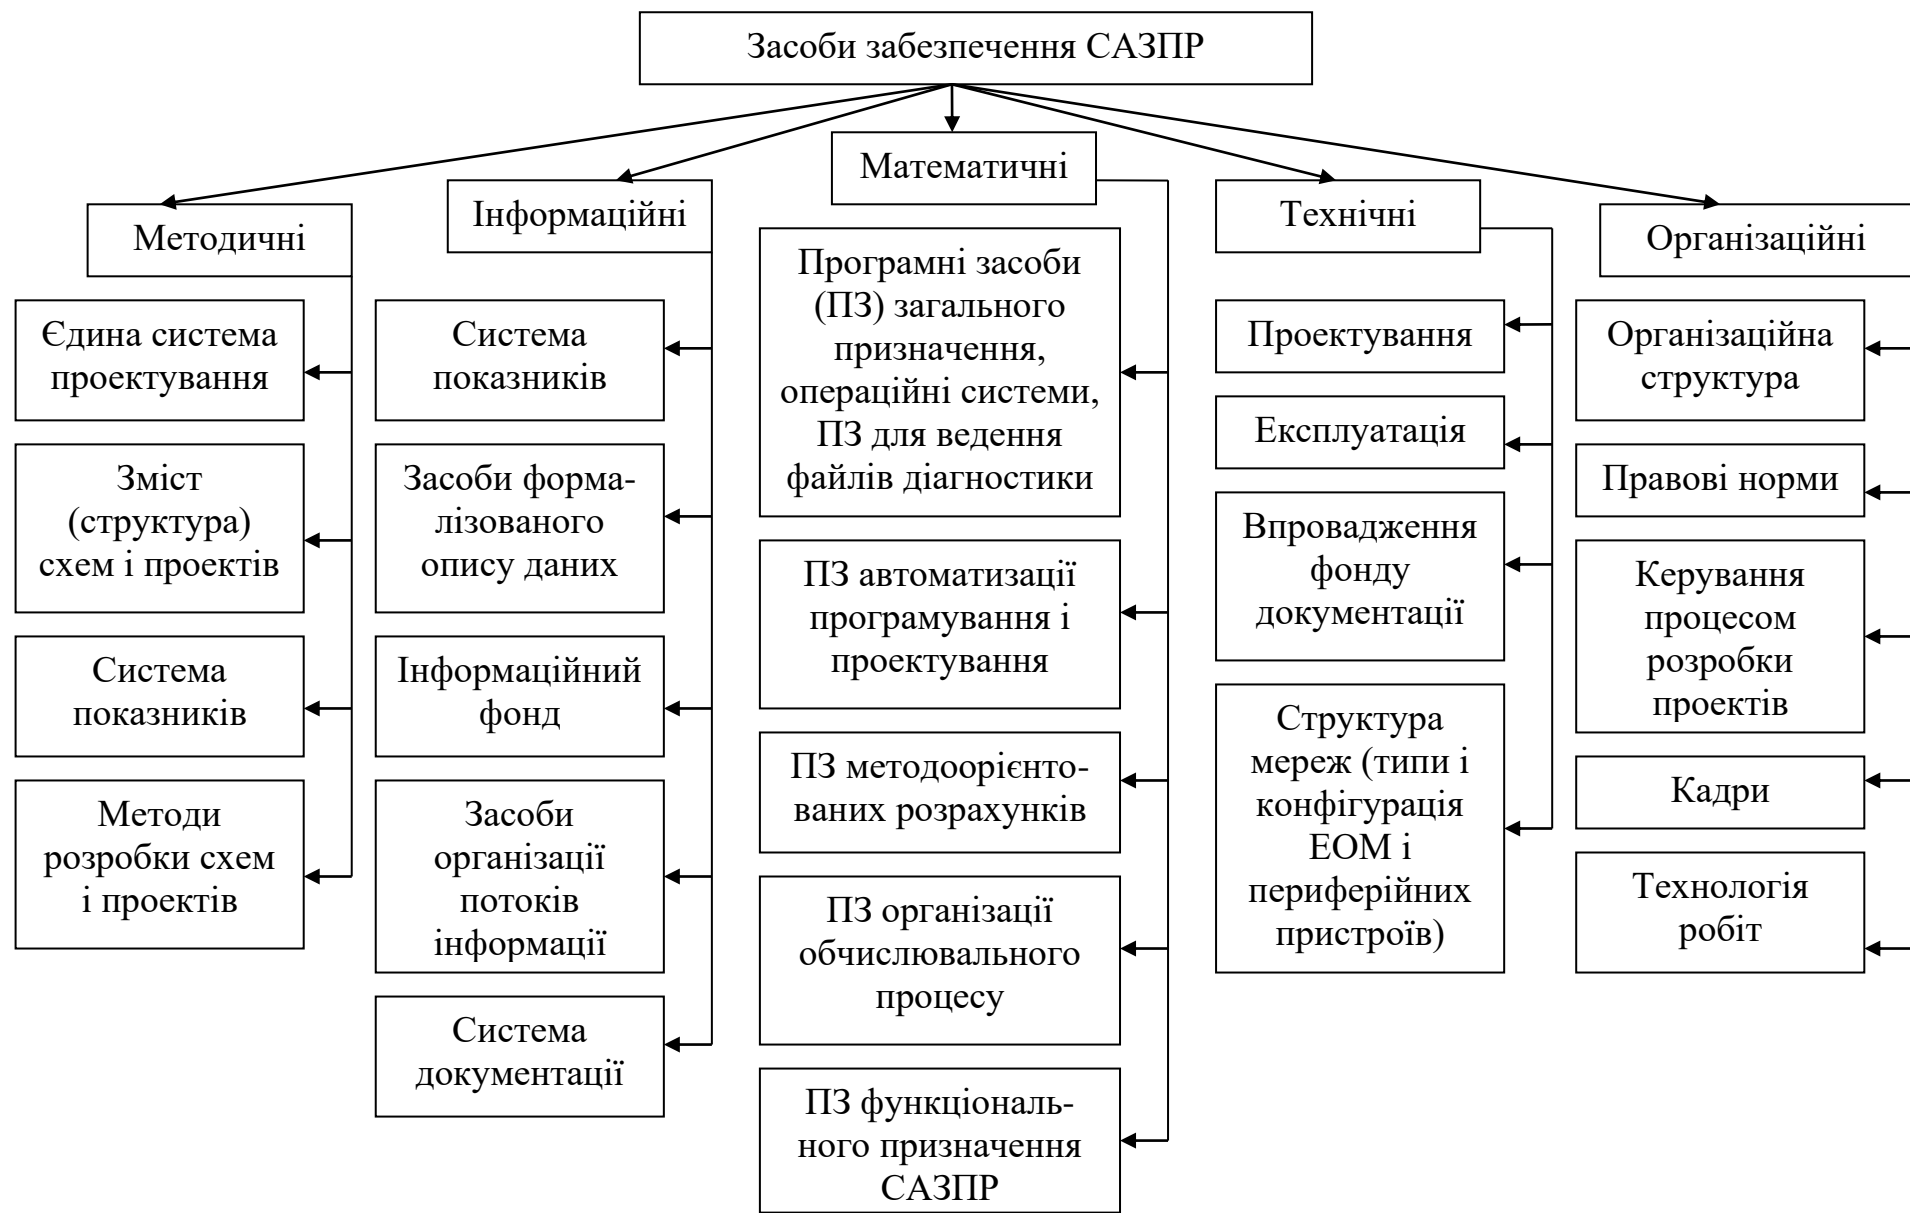 Засоби забезпечення САЗПР
Методичні
Єдина система
проектування
Зміст
(структура)
схем і проектів
Система
показників
Методи
розробки схем
і проектів
Інформаційні
Система
показників
Засоби форма-
лізованого
опису даних
Інформаційний
фонд
Засоби
організації
потоків
інформації
Система
документації
Математичні
Програмні засоби
(ПЗ) загального
призначення,
операційні системи,
ПЗ для ведення
файлів діагностики
ПЗ автоматизації
програмування і
проектування
ПЗ методоорієнто-
ваних розрахунків
ПЗ організації
обчислювального
процесу
ПЗ функціональ-
ного призначення
САЗПР
Технічні
Проектування
Експлуатація
Впровадження
фонду
документації
Структура
мереж (типи і
конфігурація
ЕОМ і
периферійних
пристроїв)
Організаційні
Організаційна
структура
Правові норми
Керування
процесом
розробки
проектів
Кадри
Технологія
робіт